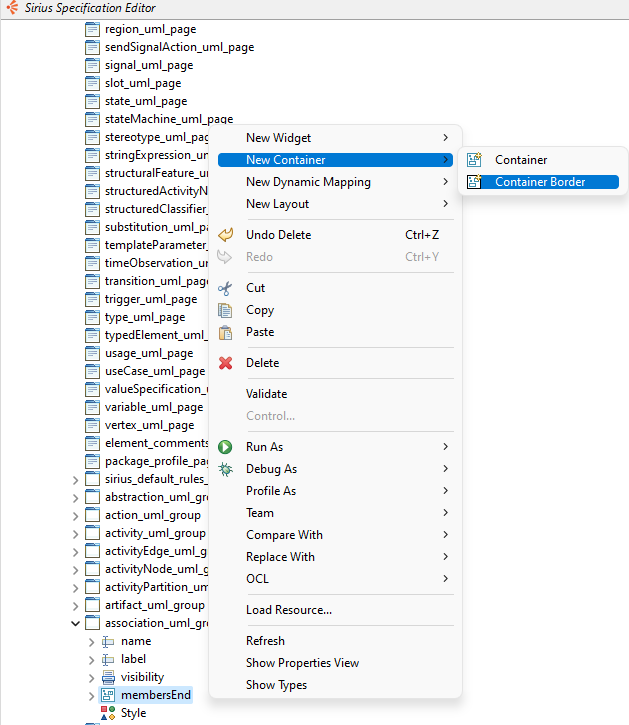 Sirius Specification Editor
region_uml_page
sendSignalAction_uml_page
signal_uml_page
slot_uml_page
state_uml_page
stateMachine_uml_page
stereotype_uml_pag
stringExpression_un
structuralFeature_un
structuredActivityN
structuredClassifier_
substitution_uml_pa
templateParameter_
timeObservation_un
transition_uml_page
trigger_uml_page
type_uml_page
typedElement_uml_
usage_uml_page
useCase_uml_page
valueSpecification_u
variable_uml_page
vertex_uml_page
element_comments
package_profile_pag
sirius_default_rules_
abstraction_uml_gro
action_uml_group
activity_uml_group
activityEdge_uml_g
activityNode_uml_g
activityPartition_um
artifact_uml_group
association_uml_gro
name
label
visibility
membersEnd
Style
New Widget
New Container
New Dynamic Mapping
New Layout
Undo Delete Ctrl+Z
Redo Ctrl+Y
Cut
Copy
Paste
Delete
Validate
Control...
Run As
Debug As
Profile As
Team
Compare With
Replace With
OCL
Load Resource...
Refresh
Show Properties View
Show Types
Container
Container Border